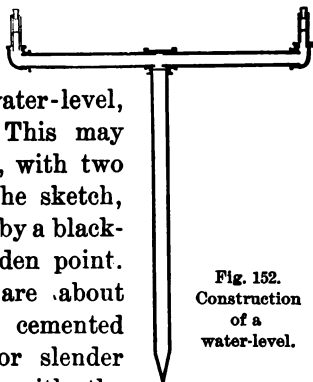 water-level,
This may
, with two
he sketch,
by a black-
den point.
are about
cemented
or slender
Fig. 152.
Construction
of a
water-level.